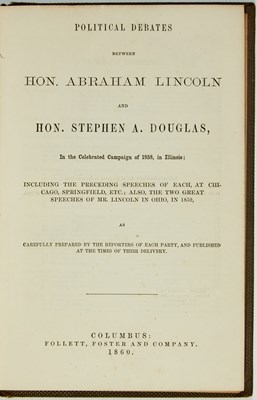 POLITICAL DEBATES
BETWEEN
HON. ABRAHAM LINCOLN
AND
HON. STEPHEN A. DOUGLAS,
In the Celebrated Campaign of 1858, in Illinois;
INCLUDING THE PRECEDING SPEECHES OF EACH, AT CHI-
CAGO, SPRINGFIELD, ETC.; ALSO, THE TWO GREAT
SPEECHES OF MR. LINCOLN IN OHIO, IN 1859,
AS
CAREFULLY PREPARED BY THE REPORTERS OF EACH PARTY, AND PUBLISHED
AT THE TIMES OF THEIR DELIVERY.
COLUMBUS:
FOLLETT, FOSTER AND COMPANY.
1860.